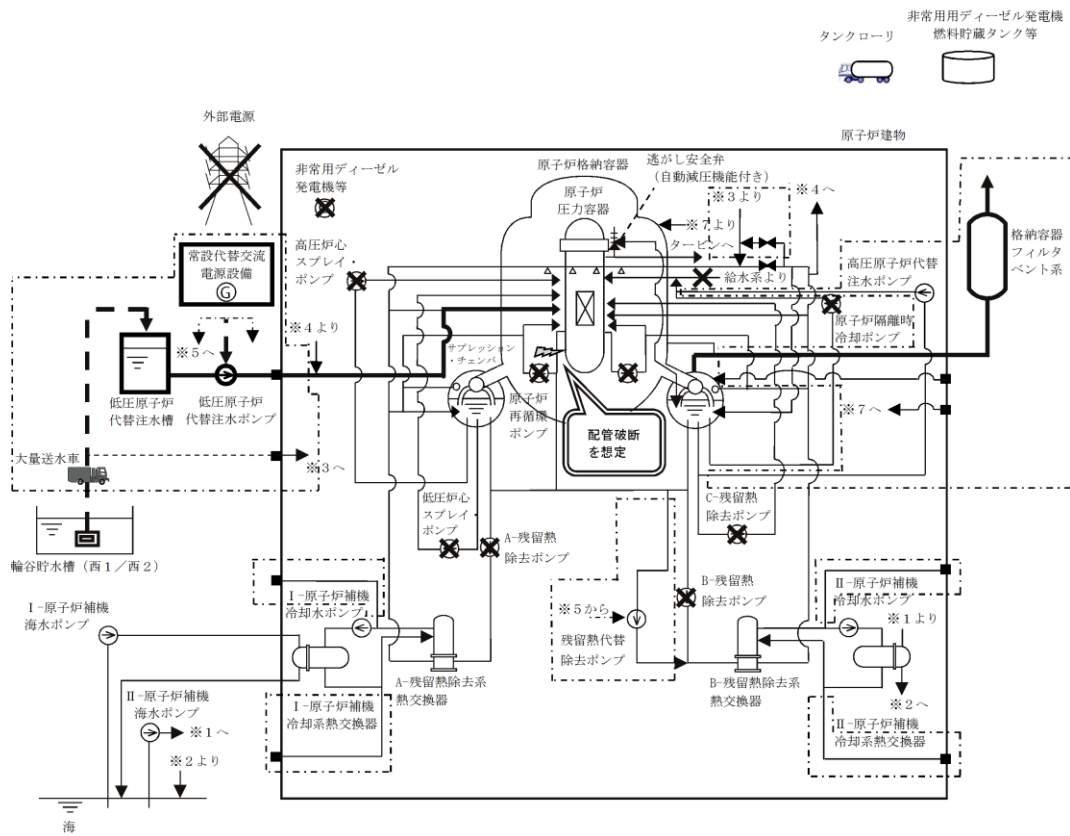 非常用用ディーゼル発電機
燃料貯蔵タンク等
タンクローリ
外部電源
原子炉建物
非常用ディーゼル
発電機等
原子炉格納容器
逃がし安全弁
(自動減圧機能付き)
原子炉
圧力容器
※3より
※4へ
※7より
タービンへ
格納容器
フィルタ
ベント系
常設代替交流
電源設備
G
高圧炉心
スプレイ・
ポンプ
給水系より
高圧原子炉代替
注水ポンプ
原子炉隔離時
冷却ポンプ
※4より
※5へ
サプレッション
・チェンバ
低圧原子炉
代替注水槽
低圧原子炉
代替注水ポンプ
原子炉
再循環
ポンプ
配管破断
を想定
※7へ
大量送水車
※3へ
低圧炉心
スプレイ・
ポンプ
A-残留熱
除去ポンプ
C-残留熱
除去ポンプ
輪谷貯水槽(西1/西2)
Ⅰ-原子炉補機
海水ポンプ
Ⅰ-原子炉補機
冷却水ポンプ
B-残留熱
除去ポンプ
Ⅱ-原子炉補機
冷却水ポンプ
※5から
残留熱代替
除去ポンプ
※1より
A-残留熱除去系
熱交換器
B-残留熱除去系
熱交換器
※2へ
Ⅱ-原子炉補機
海水ポンプ
※1へ
※2より
Ⅰ-原子炉補機
冷却系熱交換器
Ⅱ-原子炉補機
冷却系熱交換器
海